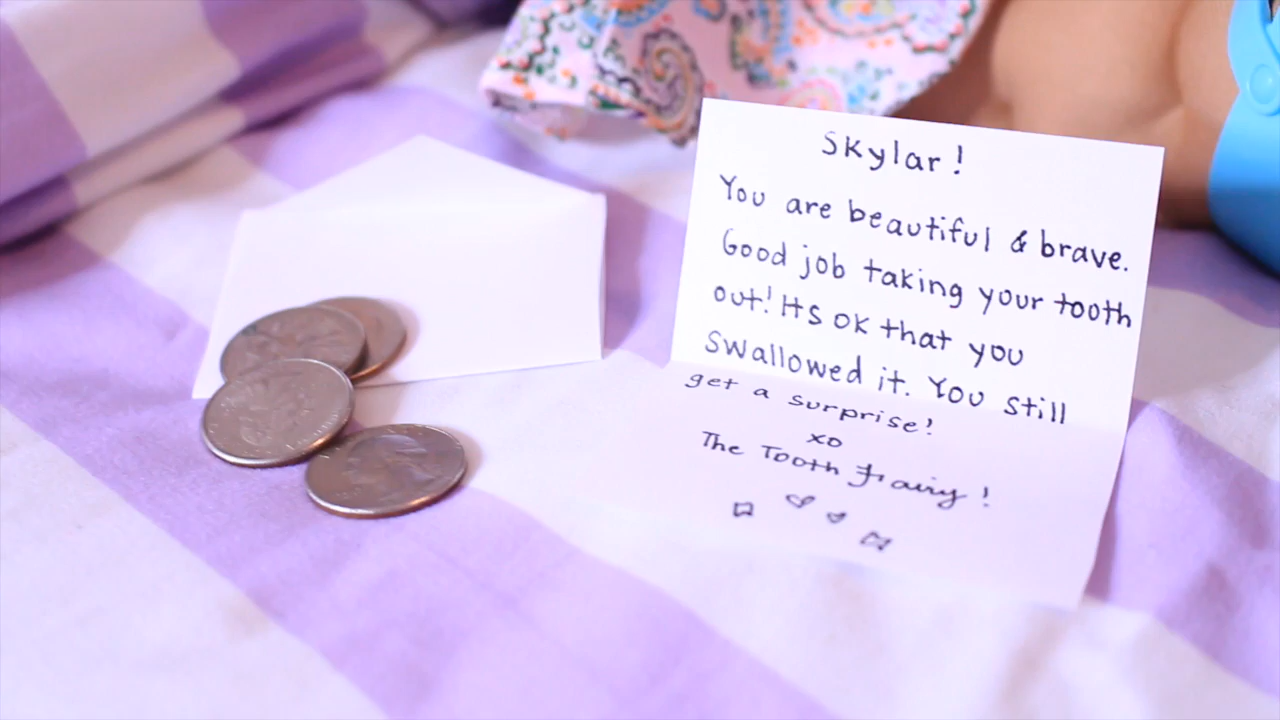 Skylar!
You are beautiful & brave.
Good job taking your tooth
out! Its ok that you
swallowed it. You still
get a surprise!
xo
The Tooth Fairy!